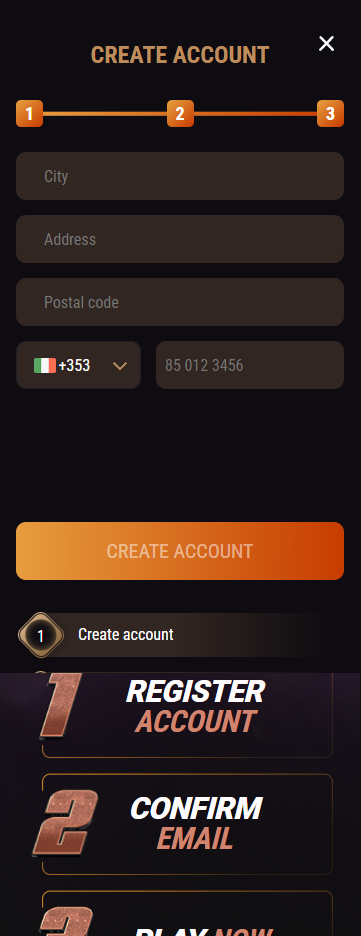 CREATE ACCOUNT
1 2 3
City
Address
Postal code
+353 85 012 3456
CREATE ACCOUNT
1 Create account
1 REGISTER
ACCOUNT
2 CONFIRM
EMAIL
3 PLAY NOW